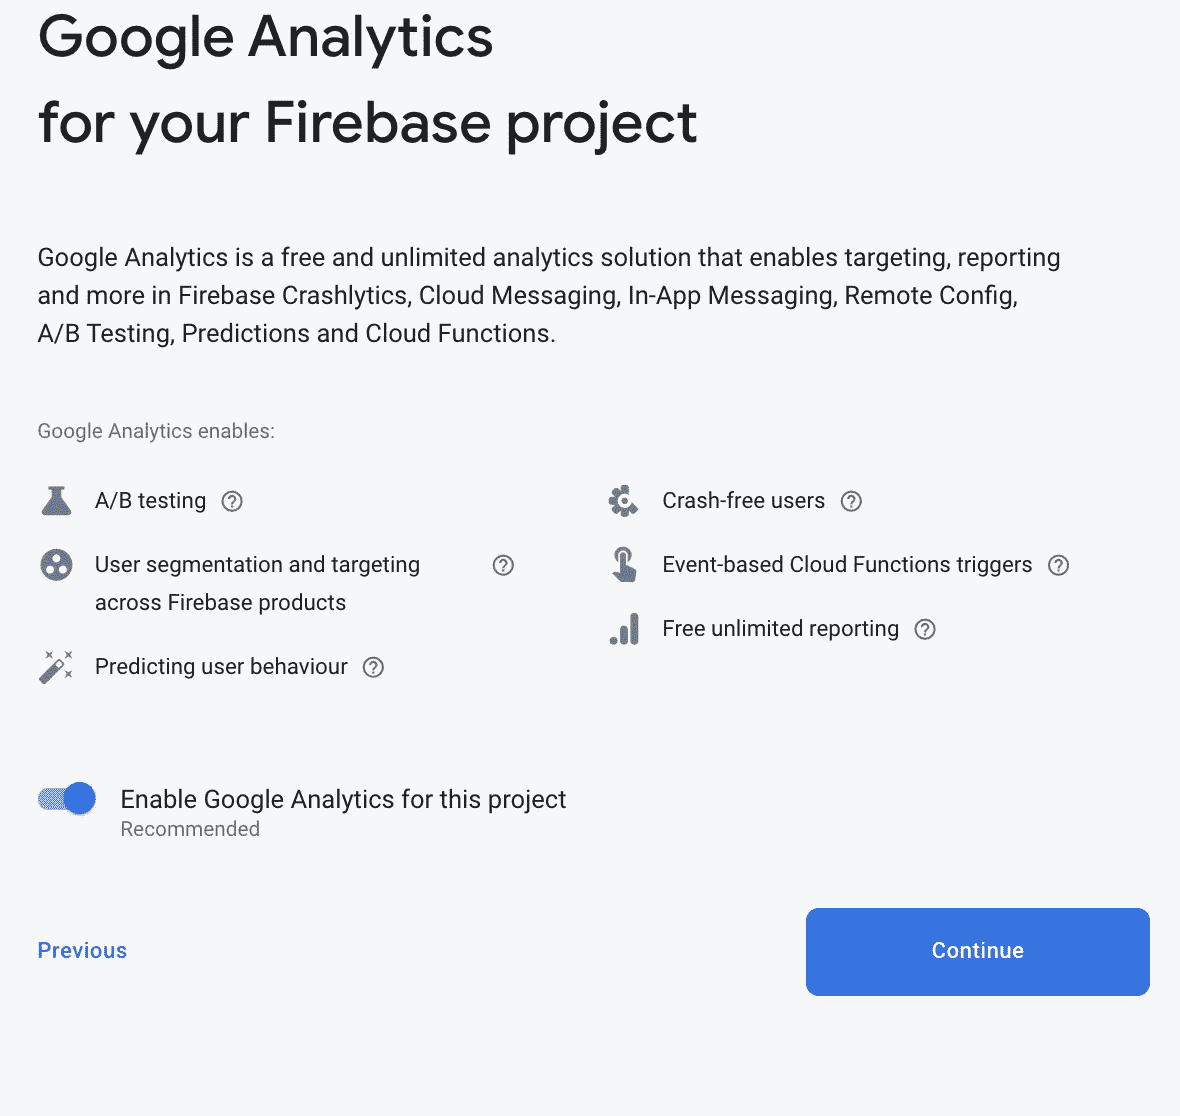 Google Analytics
for your Firebase project
Google Analytics is a free and unlimited analytics solution that enables targeting, reporting
and more in Firebase Crashlytics, Cloud Messaging, In-App Messaging, Remote Config,
A/B Testing, Predictions and Cloud Functions.
Google Analytics enables:
A/B testing
User segmentation and targeting
across Firebase products
Predicting user behaviour
Crash-free users
Event-based Cloud Functions triggers
Free unlimited reporting
Enable Google Analytics for this project
Recommended
Previous
Continue